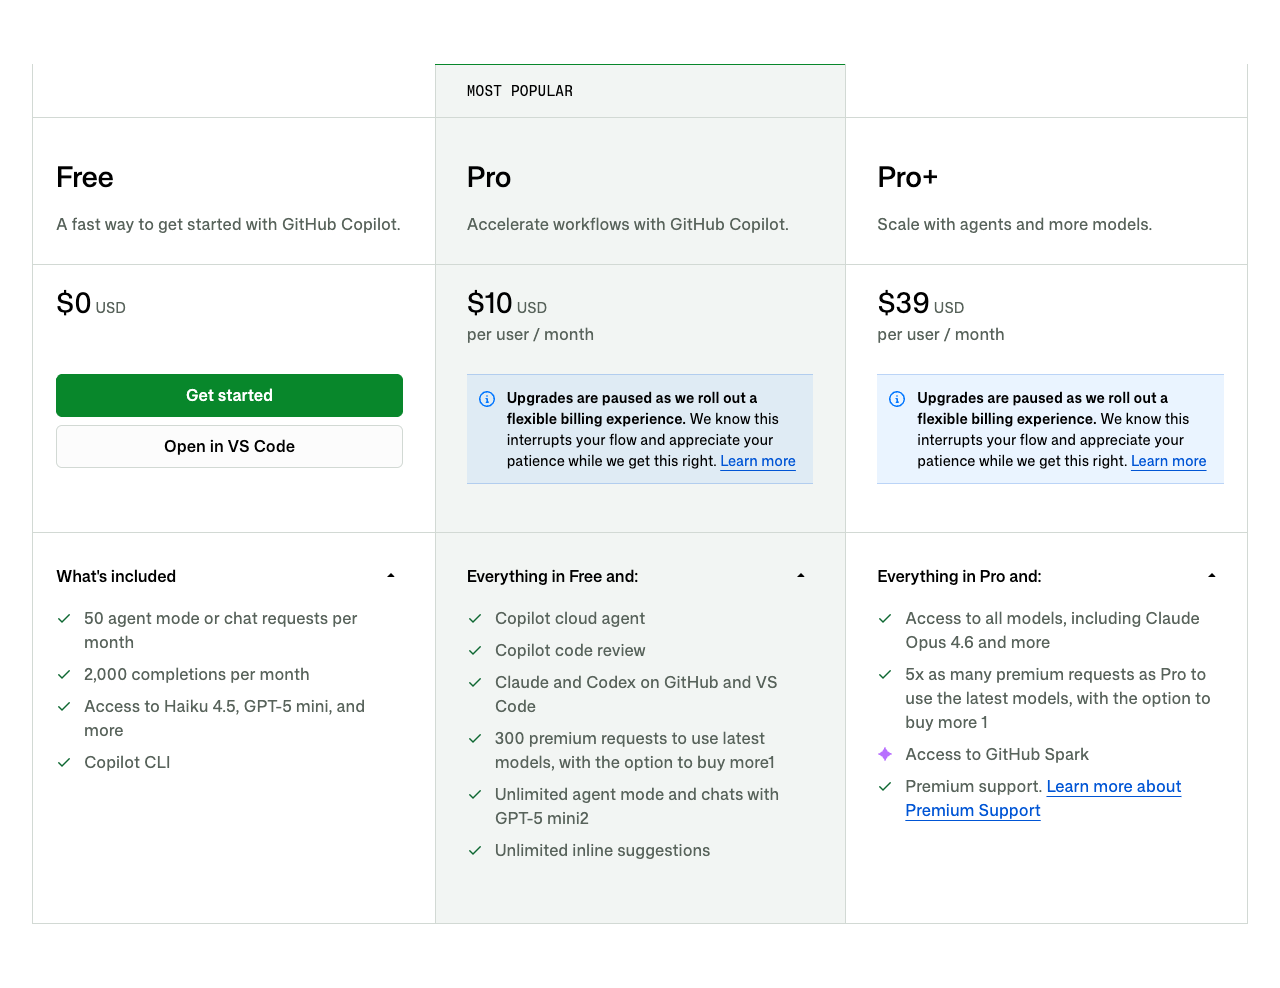 MOST POPULAR
Free
A fast way to get started with GitHub Copilot.
Pro
Accelerate workflows with GitHub Copilot.
Pro+
Scale with agents and more models.
$0 USD
Get started
Open in VS Code
$10 USD
per user / month
Upgrades are paused as we roll out a
flexible billing experience. We know this
interrupts your flow and appreciate your
patience while we get this right. Learn more
$39 USD
per user / month
Upgrades are paused as we roll out a
flexible billing experience. We know this
interrupts your flow and appreciate your
patience while we get this right. Learn more
What's included
50 agent mode or chat requests per
month
2,000 completions per month
Access to Haiku 4.5, GPT-5 mini, and
more
Copilot CLI
Everything in Free and:
Copilot cloud agent
Copilot code review
Claude and Codex on GitHub and VS
Code
300 premium requests to use latest
models, with the option to buy more1
Unlimited agent mode and chats with
GPT-5 mini2
Unlimited inline suggestions
Everything in Pro and:
Access to all models, including Claude
Opus 4.6 and more
5x as many premium requests as Pro to
use the latest models, with the option to
buy more 1
Access to GitHub Spark
Premium support. Learn more about
Premium Support